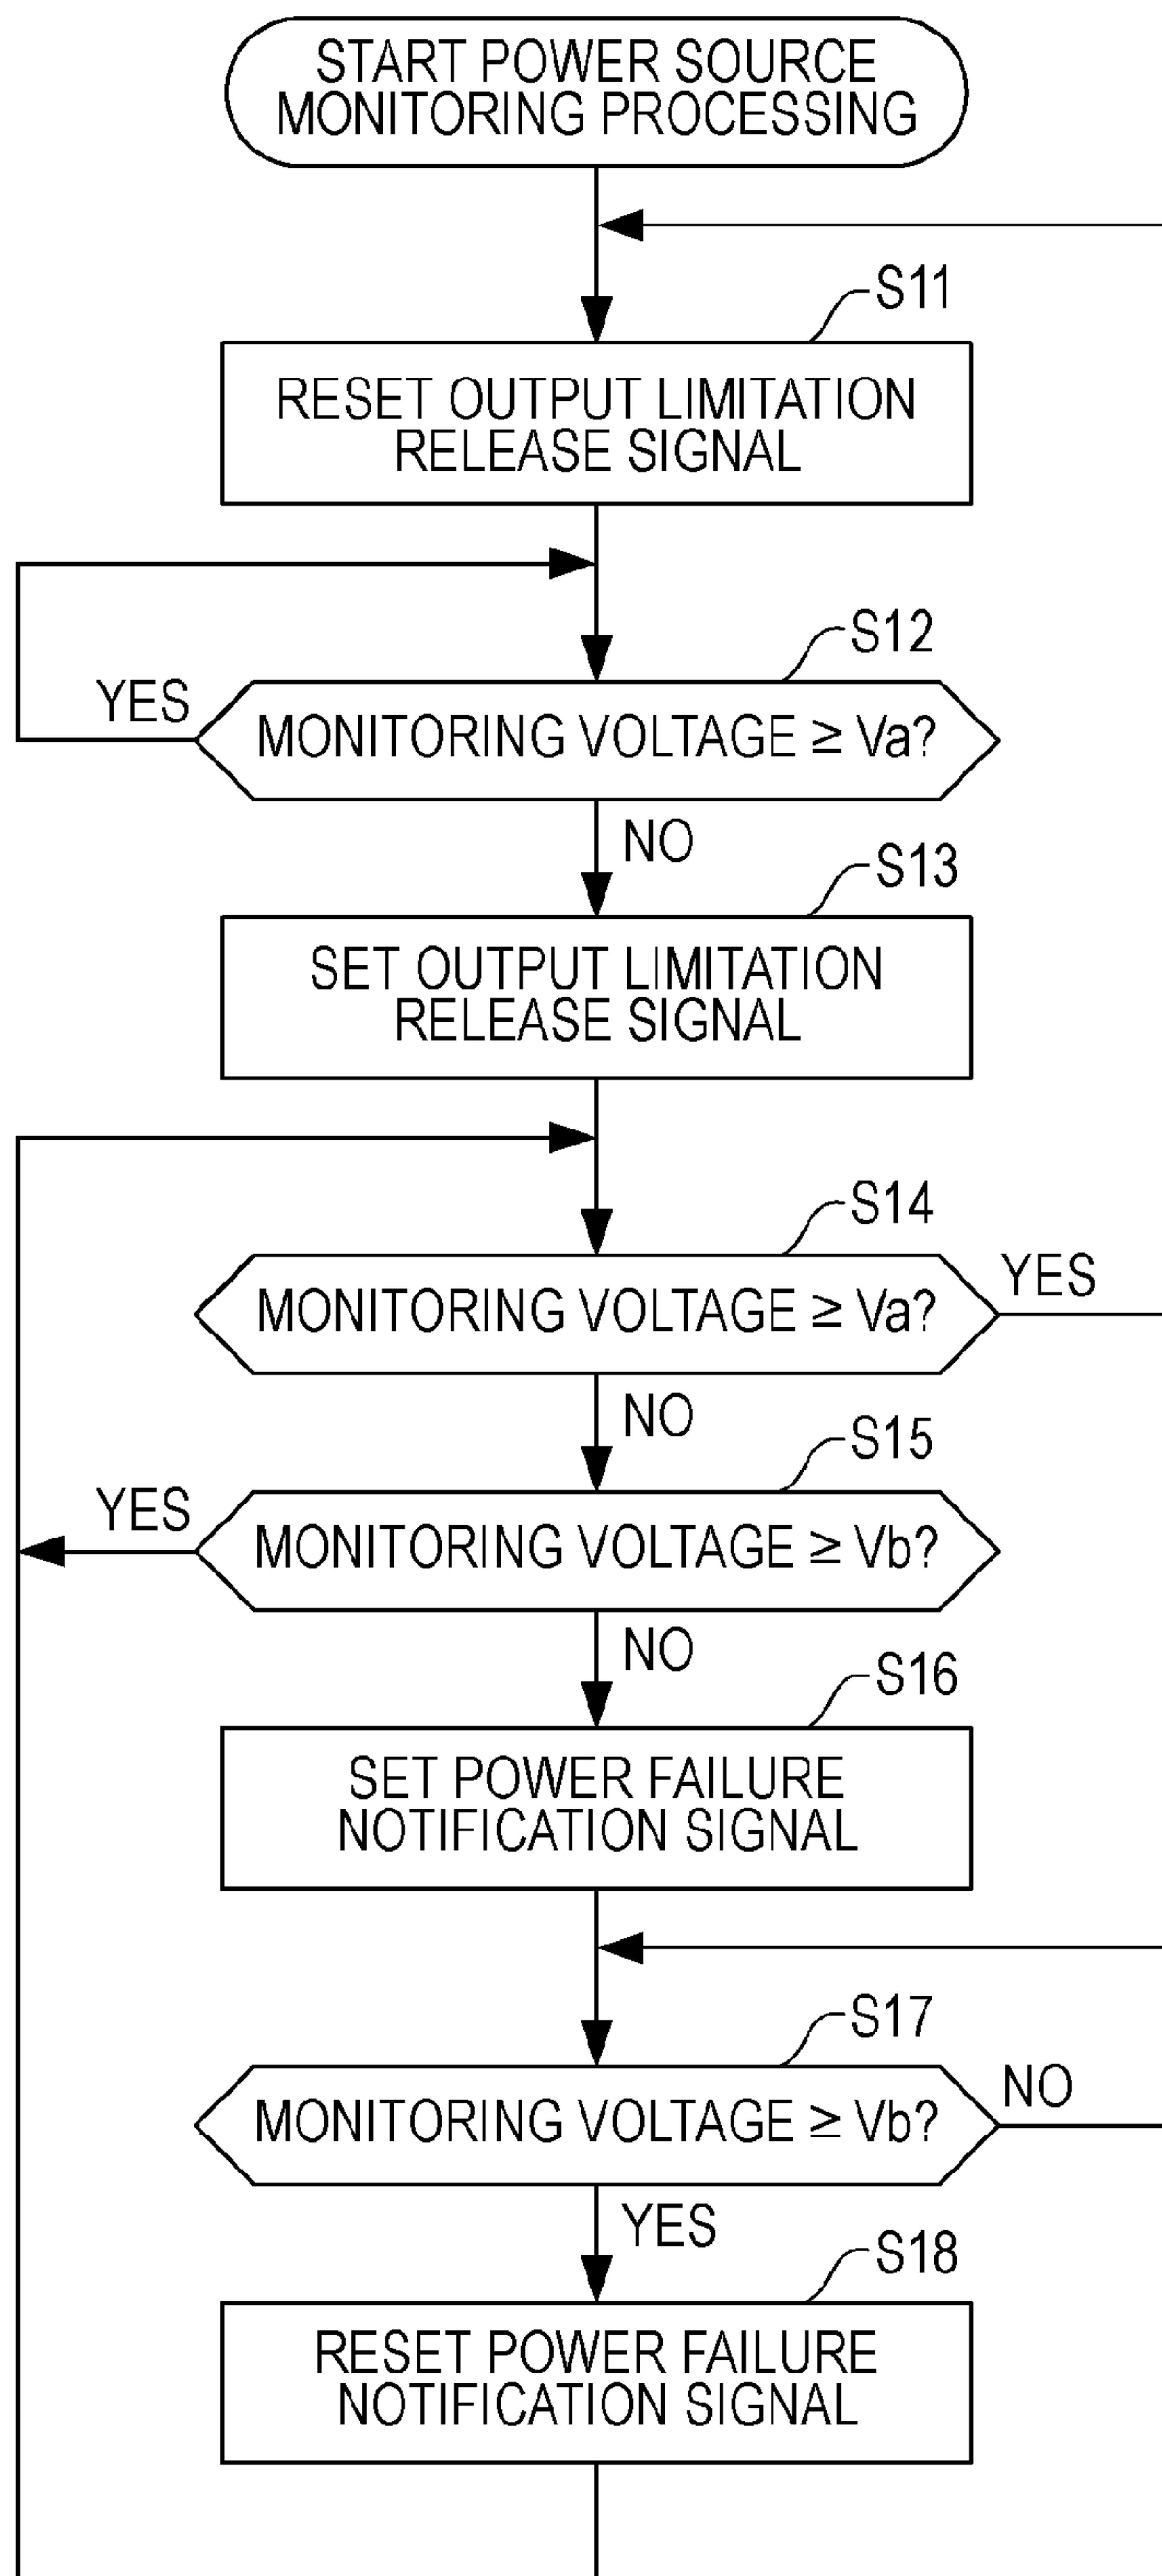 START POWER SOURCE
MONITORING PROCESSING
S11
RESET OUTPUT LIMITATION
RELEASE SIGNAL
S12
YES
MONITORING VOLTAGE ≥ Va?
NO
S13
SET OUTPUT LIMITATION
RELEASE SIGNAL
S14
MONITORING VOLTAGE ≥ Va?
YES
NO
S15
YES
MONITORING VOLTAGE ≥ Vb?
NO
S16
SET POWER FAILURE
NOTIFICATION SIGNAL
S17
MONITORING VOLTAGE ≥ Vb?
NO
YES
S18
RESET POWER FAILURE
NOTIFICATION SIGNAL